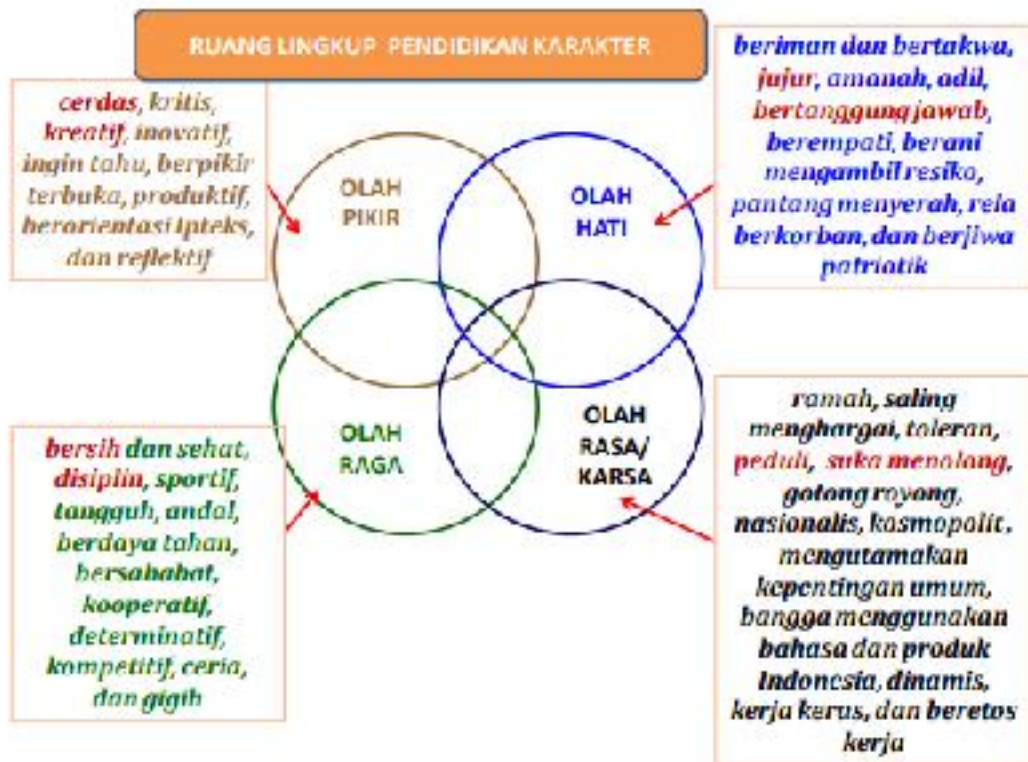 RUANG LINGKUP PENDIDIKAN KARAKTER
cerdas, kritis,
kreatif, inovatif,
ingin tahu, berpikir
terbuka, produktif,
berorientasi Ipteks,
dan reflektif
beriman dan bertakwa,
jujur, amanah, adil,
bertanggung jawab,
berempati, berani
mengambil resiko,
pantang menyerah, rela
berkorban, dan berjiwa
patriotik
OLAH
PIKIR
OLAH
HATI
OLAH
RAGA
OLAH
RASA/
KARSA
bersih dan sehat,
disiplin, sportif,
tangguh, andal,
berdaya tahan,
bersahabat,
kooperatif,
determinatif,
kompetitif, ceria,
dan gigih
ramah, saling
menghargai, toleran,
peduli, suka menolong,
gotong royong,
nasionalis, kosmopolit,
mengutamakan
kepentingan umum,
bangga menggunakan
bahasa dan produk
Indonesia, dinamis,
kerja keras, dan beretos
kerja